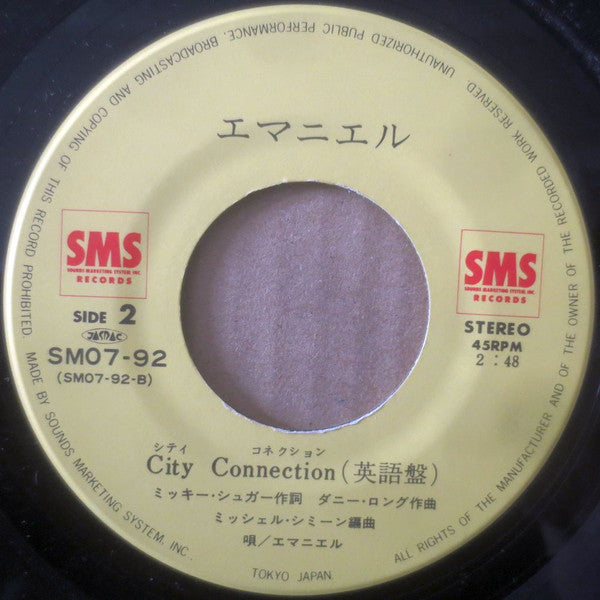 UNAUTHORIZED PUBLIC PERFORMANCE, BROADCASTING AND COPYING OF THIS RECORD PROHIBITED. MADE BY SOUNDS MARKETING SYSTEM, INC., TOKYO JAPAN. ALL RIGHTS OF THE MANUFACTURER AND OF THE OWNER OF THE RECORDED WORK RESERVED.
エマニエル
SMS
SOUNDS MARKETING SYSTEM, INC.
RECORDS
SIDE 2
JASRAC
SM07-92
(SM07-92-B)
SMS
SOUNDS MARKETING SYSTEM, INC.
RECORDS
STEREO
45RPM
2:48
シティ コネクション
City Connection(英語盤)
ミッキー・シュガー作詞 ダニー・ロング作曲
ミッシェル・シミーン編曲
唄/エマニエル